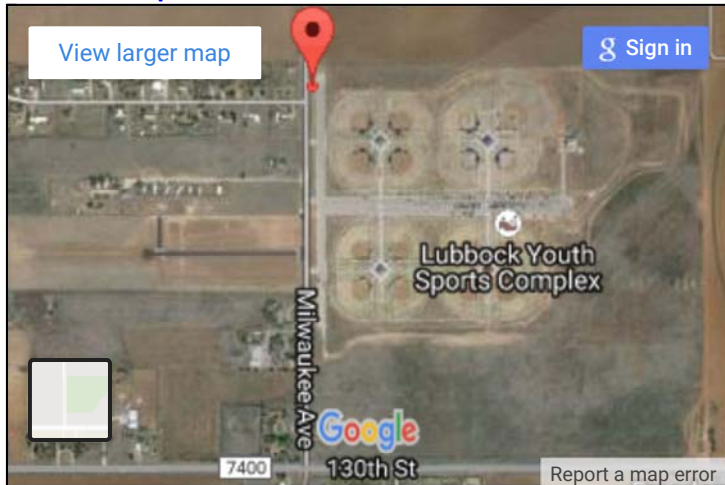 View larger map
g Sign in
Lubbock Youth
Sports Complex
Milwaukee Ave
Google
7400
130th St
Report a map error